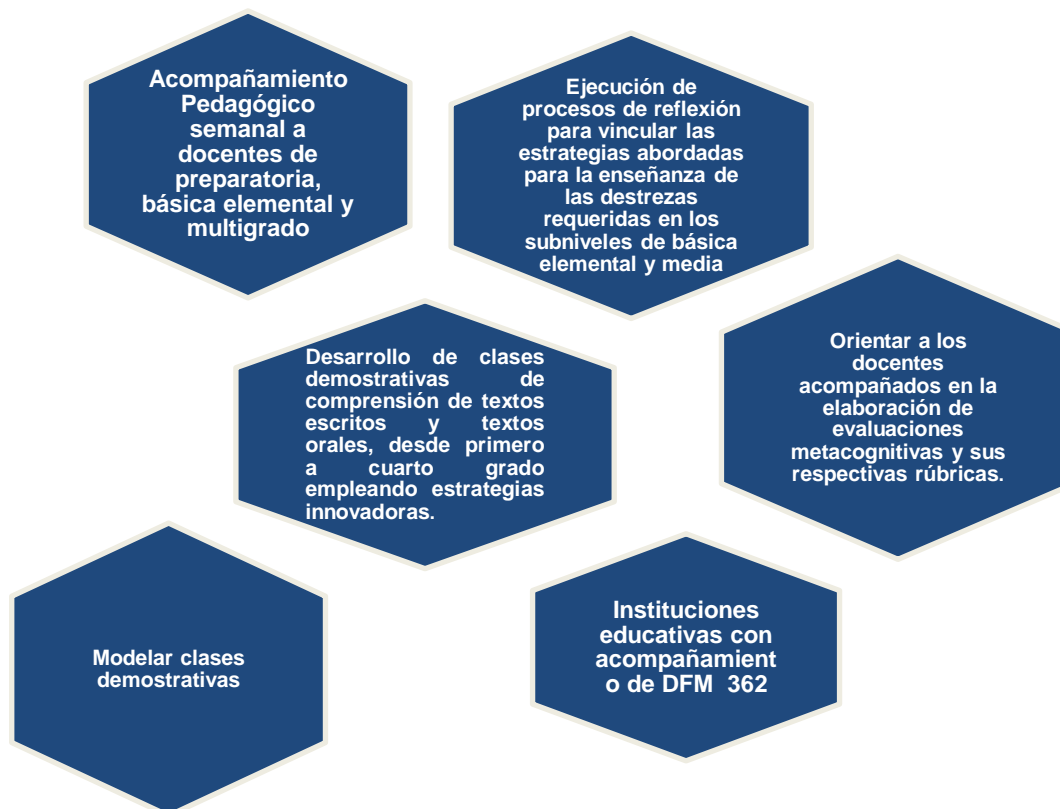 Acompañamiento
Pedagógico
semanal a
docentes de
preparatoria,
básica elemental y
multigrado
Ejecución de
procesos de reflexión
para vincular las
estrategias abordadas
para la enseñanza de
las destrezas
requeridas en los
subniveles de básica
elemental y media
Desarrollo de clases
demostrativas de
comprensión de textos
escritos y textos
orales, desde primero
a cuarto grado
empleando estrategias
innovadoras.
Orientar a los
docentes
acompañados en la
elaboración de
evaluaciones
metacognitivas y sus
respectivas rúbricas.
Modelar clases
demostrativas
Instituciones
educativas con
acompañamient
o de DFM 362